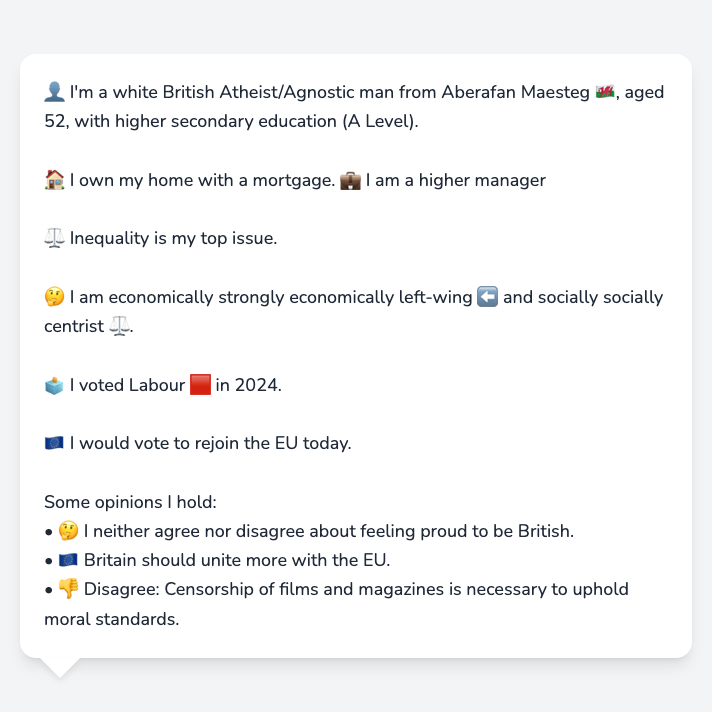 👤 I'm a white British Atheist/Agnostic man from Aberafan Maesteg 🏴󠁧󠁢󠁷󠁬󠁳󠁿, aged
52, with higher secondary education (A Level).
🏠 I own my home with a mortgage. 💼 I am a higher manager
⚖️ Inequality is my top issue.
🤔 I am economically strongly economically left-wing ⬅️ and socially socially
centrist ⚖️.
🗳️ I voted Labour 🟥 in 2024.
🇪🇺 I would vote to rejoin the EU today.
Some opinions I hold:
• 🤔 I neither agree nor disagree about feeling proud to be British.
• 🇪🇺 Britain should unite more with the EU.
• 👎 Disagree: Censorship of films and magazines is necessary to uphold
moral standards.